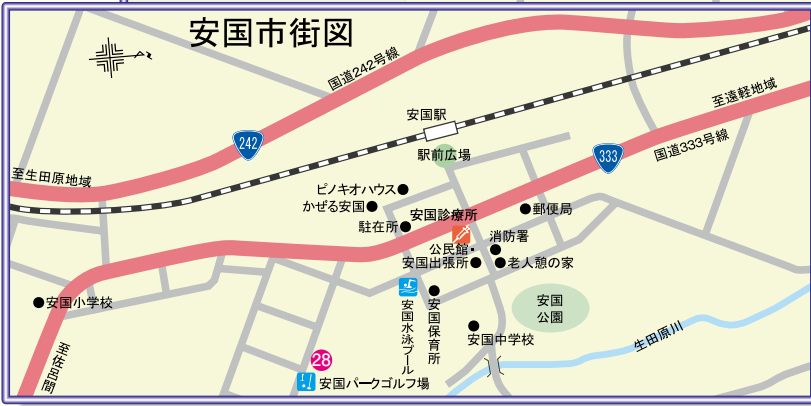 安国市街図
国道242号線
242
至生田原地域
安国駅
駅前広場
至遠軽地域
国道333号線
333
ピノキオハウス
かぜる安国
駐在所
安国診療所
郵便局
公民館
消防署
安国出張所
老人憩の家
安国小学校
安国水泳プール
安国保育所
安国
公園
安国中学校
生田原川
至佐呂間
28
安国パークゴルフ場